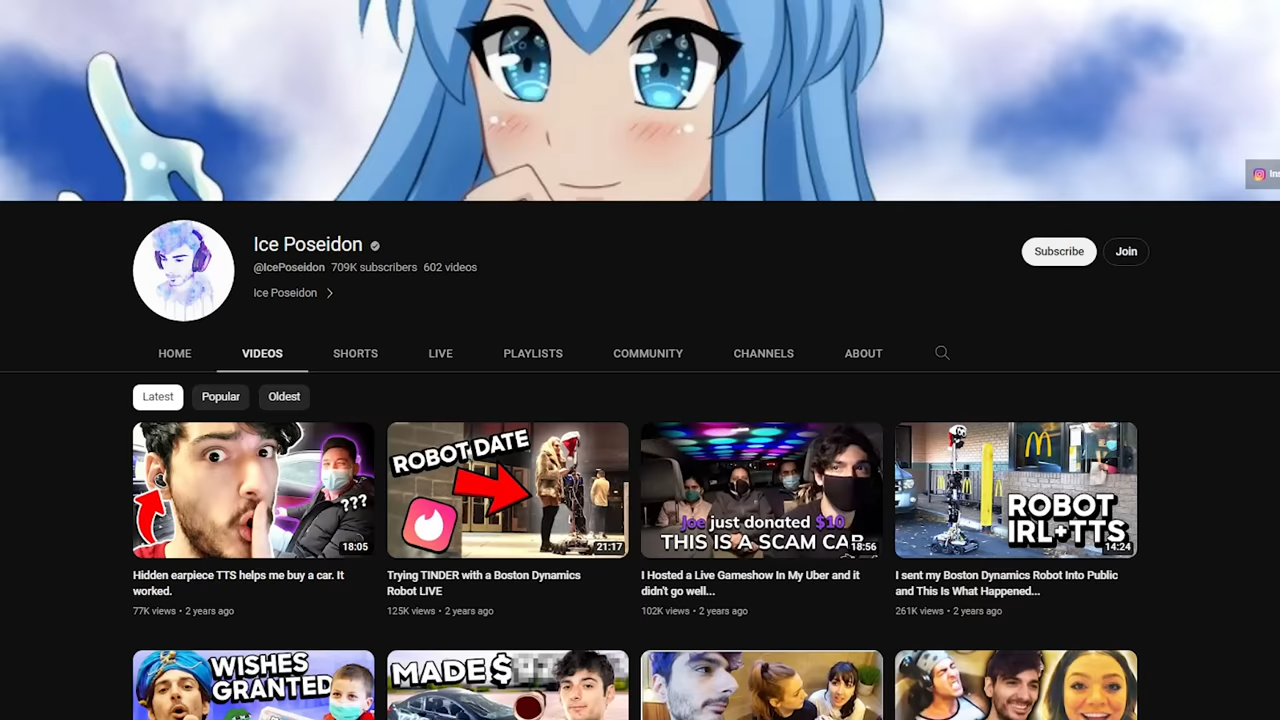 Ins
Ice Poseidon
@IcePoseidon 709K subscribers 602 videos
Ice Poseidon
Subscribe
Join
HOME
VIDEOS
SHORTS
LIVE
PLAYLISTS
COMMUNITY
CHANNELS
ABOUT
Latest
Popular
Oldest
???
18:05
ROBOT DATE
21:17
Joe just donated $10
THIS IS A SCAM CAR
18:56
ROBOT
IRL+TTS
14:24
Hidden earpiece TTS helps me buy a car. It
worked.
77K views • 2 years ago
Trying TINDER with a Boston Dynamics
Robot LIVE
125K views • 2 years ago
I Hosted a Live Gameshow In My Uber and it
didn't go well...
102K views • 2 years ago
I sent my Boston Dynamics Robot Into Public
and This Is What Happened...
261K views • 2 years ago
WISHES
GRANTED
MADE $